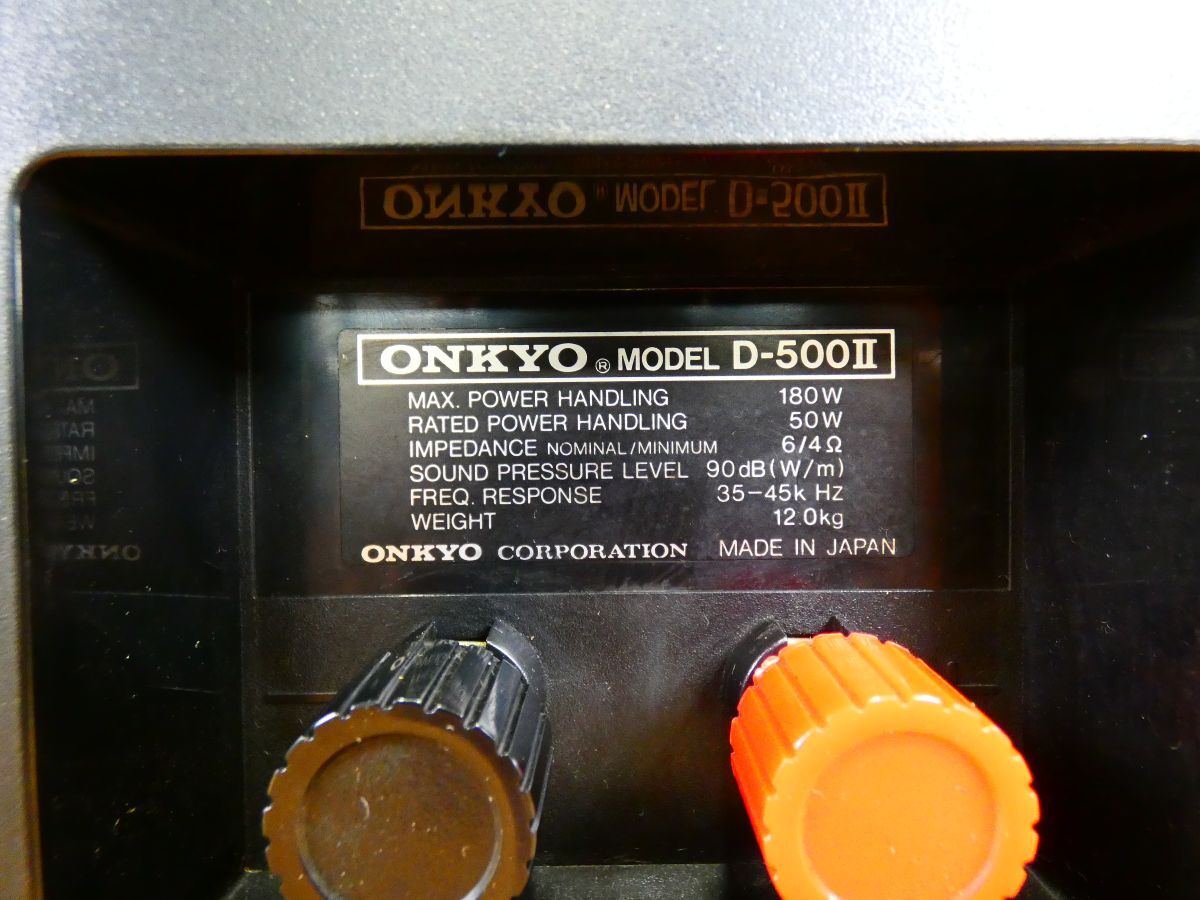 ONKYO® MODEL D-500II
ONKYO® MODEL D-500II
MAX. POWER HANDLING 180W
RATED POWER HANDLING 50W
IMPEDANCE NOMINAL/MINIMUM 6/4Ω
SOUND PRESSURE LEVEL 90dB(W/m)
FREQ. RESPONSE 35-45k Hz
WEIGHT 12.0kg
ONKYO CORPORATION MADE IN JAPAN